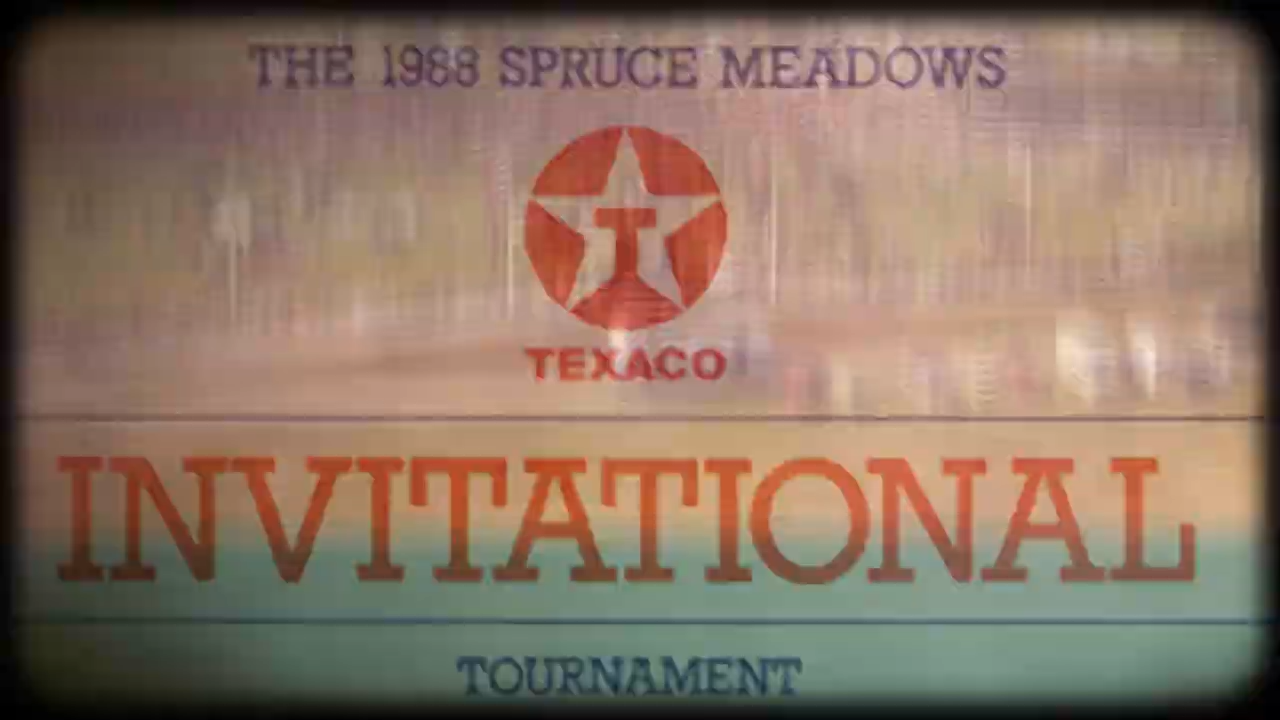 THE 1988 SPRUCE MEADOWS
T
TEXACO
INVITATIONAL
TOURNAMENT